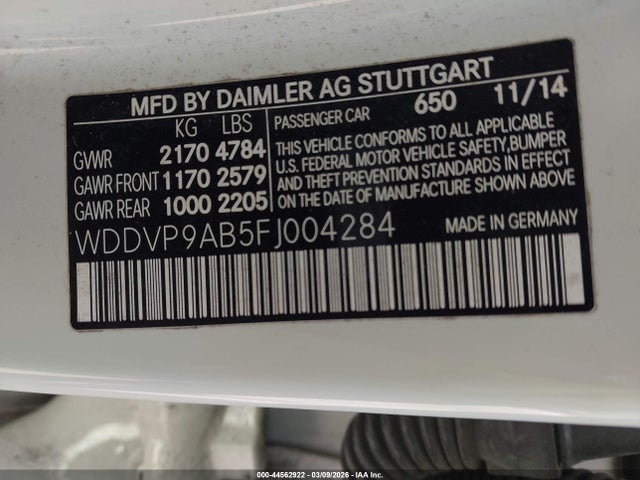 MFD BY DAIMLER AG STUTTGART
KG LBS
GWR 2170 4784
GAWR FRONT 1170 2579
GAWR REAR 1000 2205
PASSENGER CAR 650 11/14
THIS VEHICLE CONFORMS TO ALL APPLICABLE
U.S. FEDERAL MOTOR VEHICLE SAFETY,BUMPER
AND THEFT PREVENTION STANDARDS IN EFFECT
ON THE DATE OF MANUFACTURE SHOWN ABOVE.
WDDVP9AB5FJ004284 MADE IN GERMANY
000-44562922 - 03/09/2026 - IAA Inc.